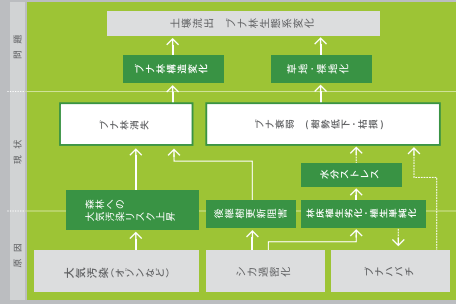 問題
土壌流出 ブナ林生態系変化
ブナ林構造変化
草地・裸地化
現状
ブナ林消失
ブナ衰弱 (樹勢低下・枯損)
水分ストレス
森林への
大気汚染リスク上昇
後継樹更新阻害
林床植生劣化・植生単純化
原因
大気汚染(オゾンなど)
シカ過密化
ブナハバチ